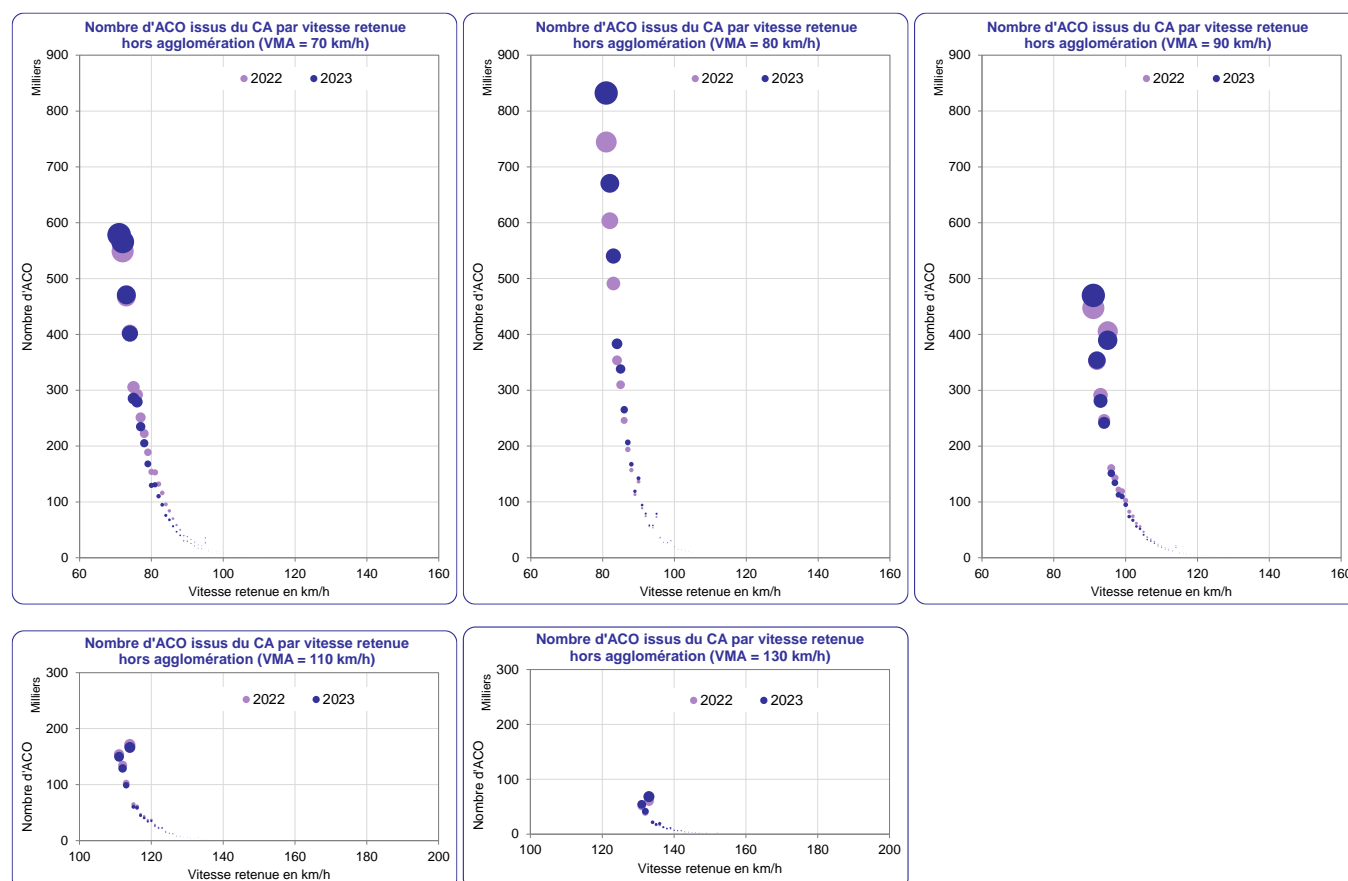 Nombre d'ACO issus du CA par vitesse retenue
hors agglomération (VMA = 70 km/h)
Milliers
Nombre d'ACO
2022 2023
900
800
700
600
500
400
300
200
100
0
60 80 100 120 140 160
Vitesse retenue en km/h
Nombre d'ACO issus du CA par vitesse retenue
hors agglomération (VMA = 80 km/h)
Milliers
Nombre d'ACO
2022 2023
900
800
700
600
500
400
300
200
100
0
60 80 100 120 140 160
Vitesse retenue en km/h
Nombre d'ACO issus du CA par vitesse retenue
hors agglomération (VMA = 90 km/h)
Milliers
Nombre d'ACO
2022 2023
900
800
700
600
500
400
300
200
100
0
60 80 100 120 140 160
Vitesse retenue en km/h
Nombre d'ACO issus du CA par vitesse retenue
hors agglomération (VMA = 110 km/h)
Milliers
Nombre d'ACO
2022 2023
300
200
100
0
100 120 140 160 180 200
Vitesse retenue en km/h
Nombre d'ACO issus du CA par vitesse retenue
hors agglomération (VMA = 130 km/h)
Milliers
Nombre d'ACO
2022 2023
300
200
100
0
100 120 140 160 180 200
Vitesse retenue en km/h